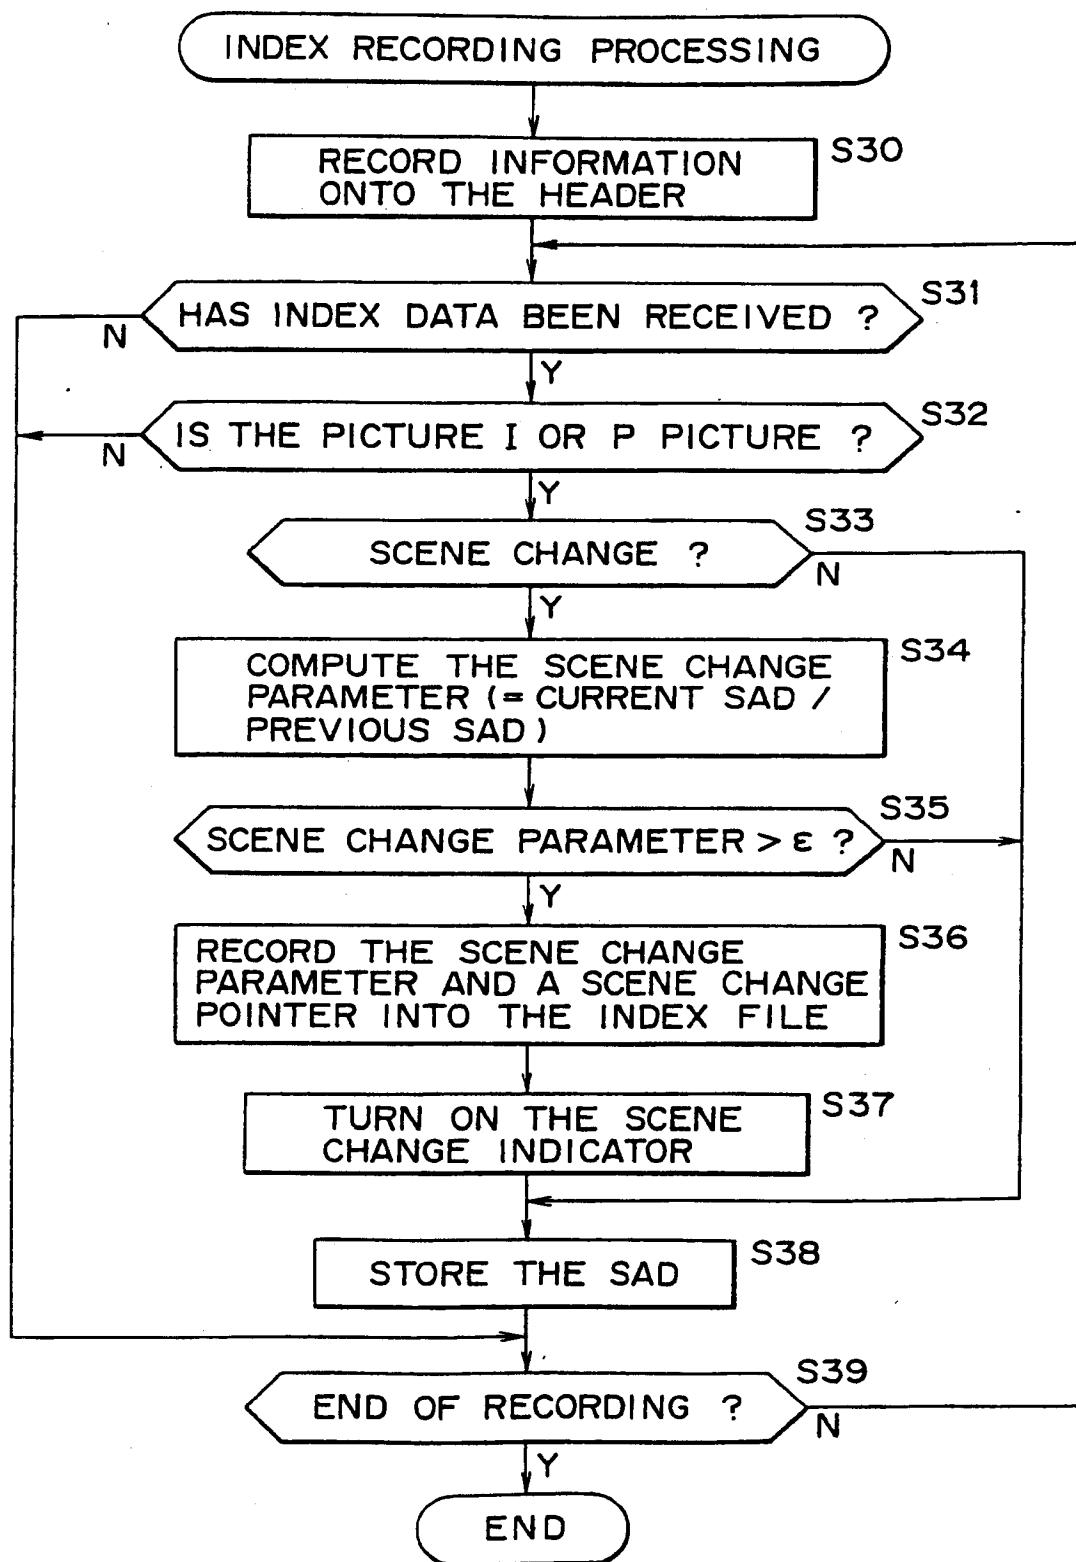 INDEX RECORDING PROCESSING
S30
RECORD INFORMATION
ONTO THE HEADER
S31
HAS INDEX DATA BEEN RECEIVED ?
N
Y
S32
IS THE PICTURE I OR P PICTURE ?
N
Y
S33
SCENE CHANGE ?
N
Y
S34
COMPUTE THE SCENE CHANGE
PARAMETER (= CURRENT SAD /
PREVIOUS SAD)
S35
SCENE CHANGE PARAMETER > ε ?
N
Y
S36
RECORD THE SCENE CHANGE
PARAMETER AND A SCENE CHANGE
POINTER INTO THE INDEX FILE
S37
TURN ON THE SCENE
CHANGE INDICATOR
S38
STORE THE SAD
S39
END OF RECORDING ?
N
Y
END